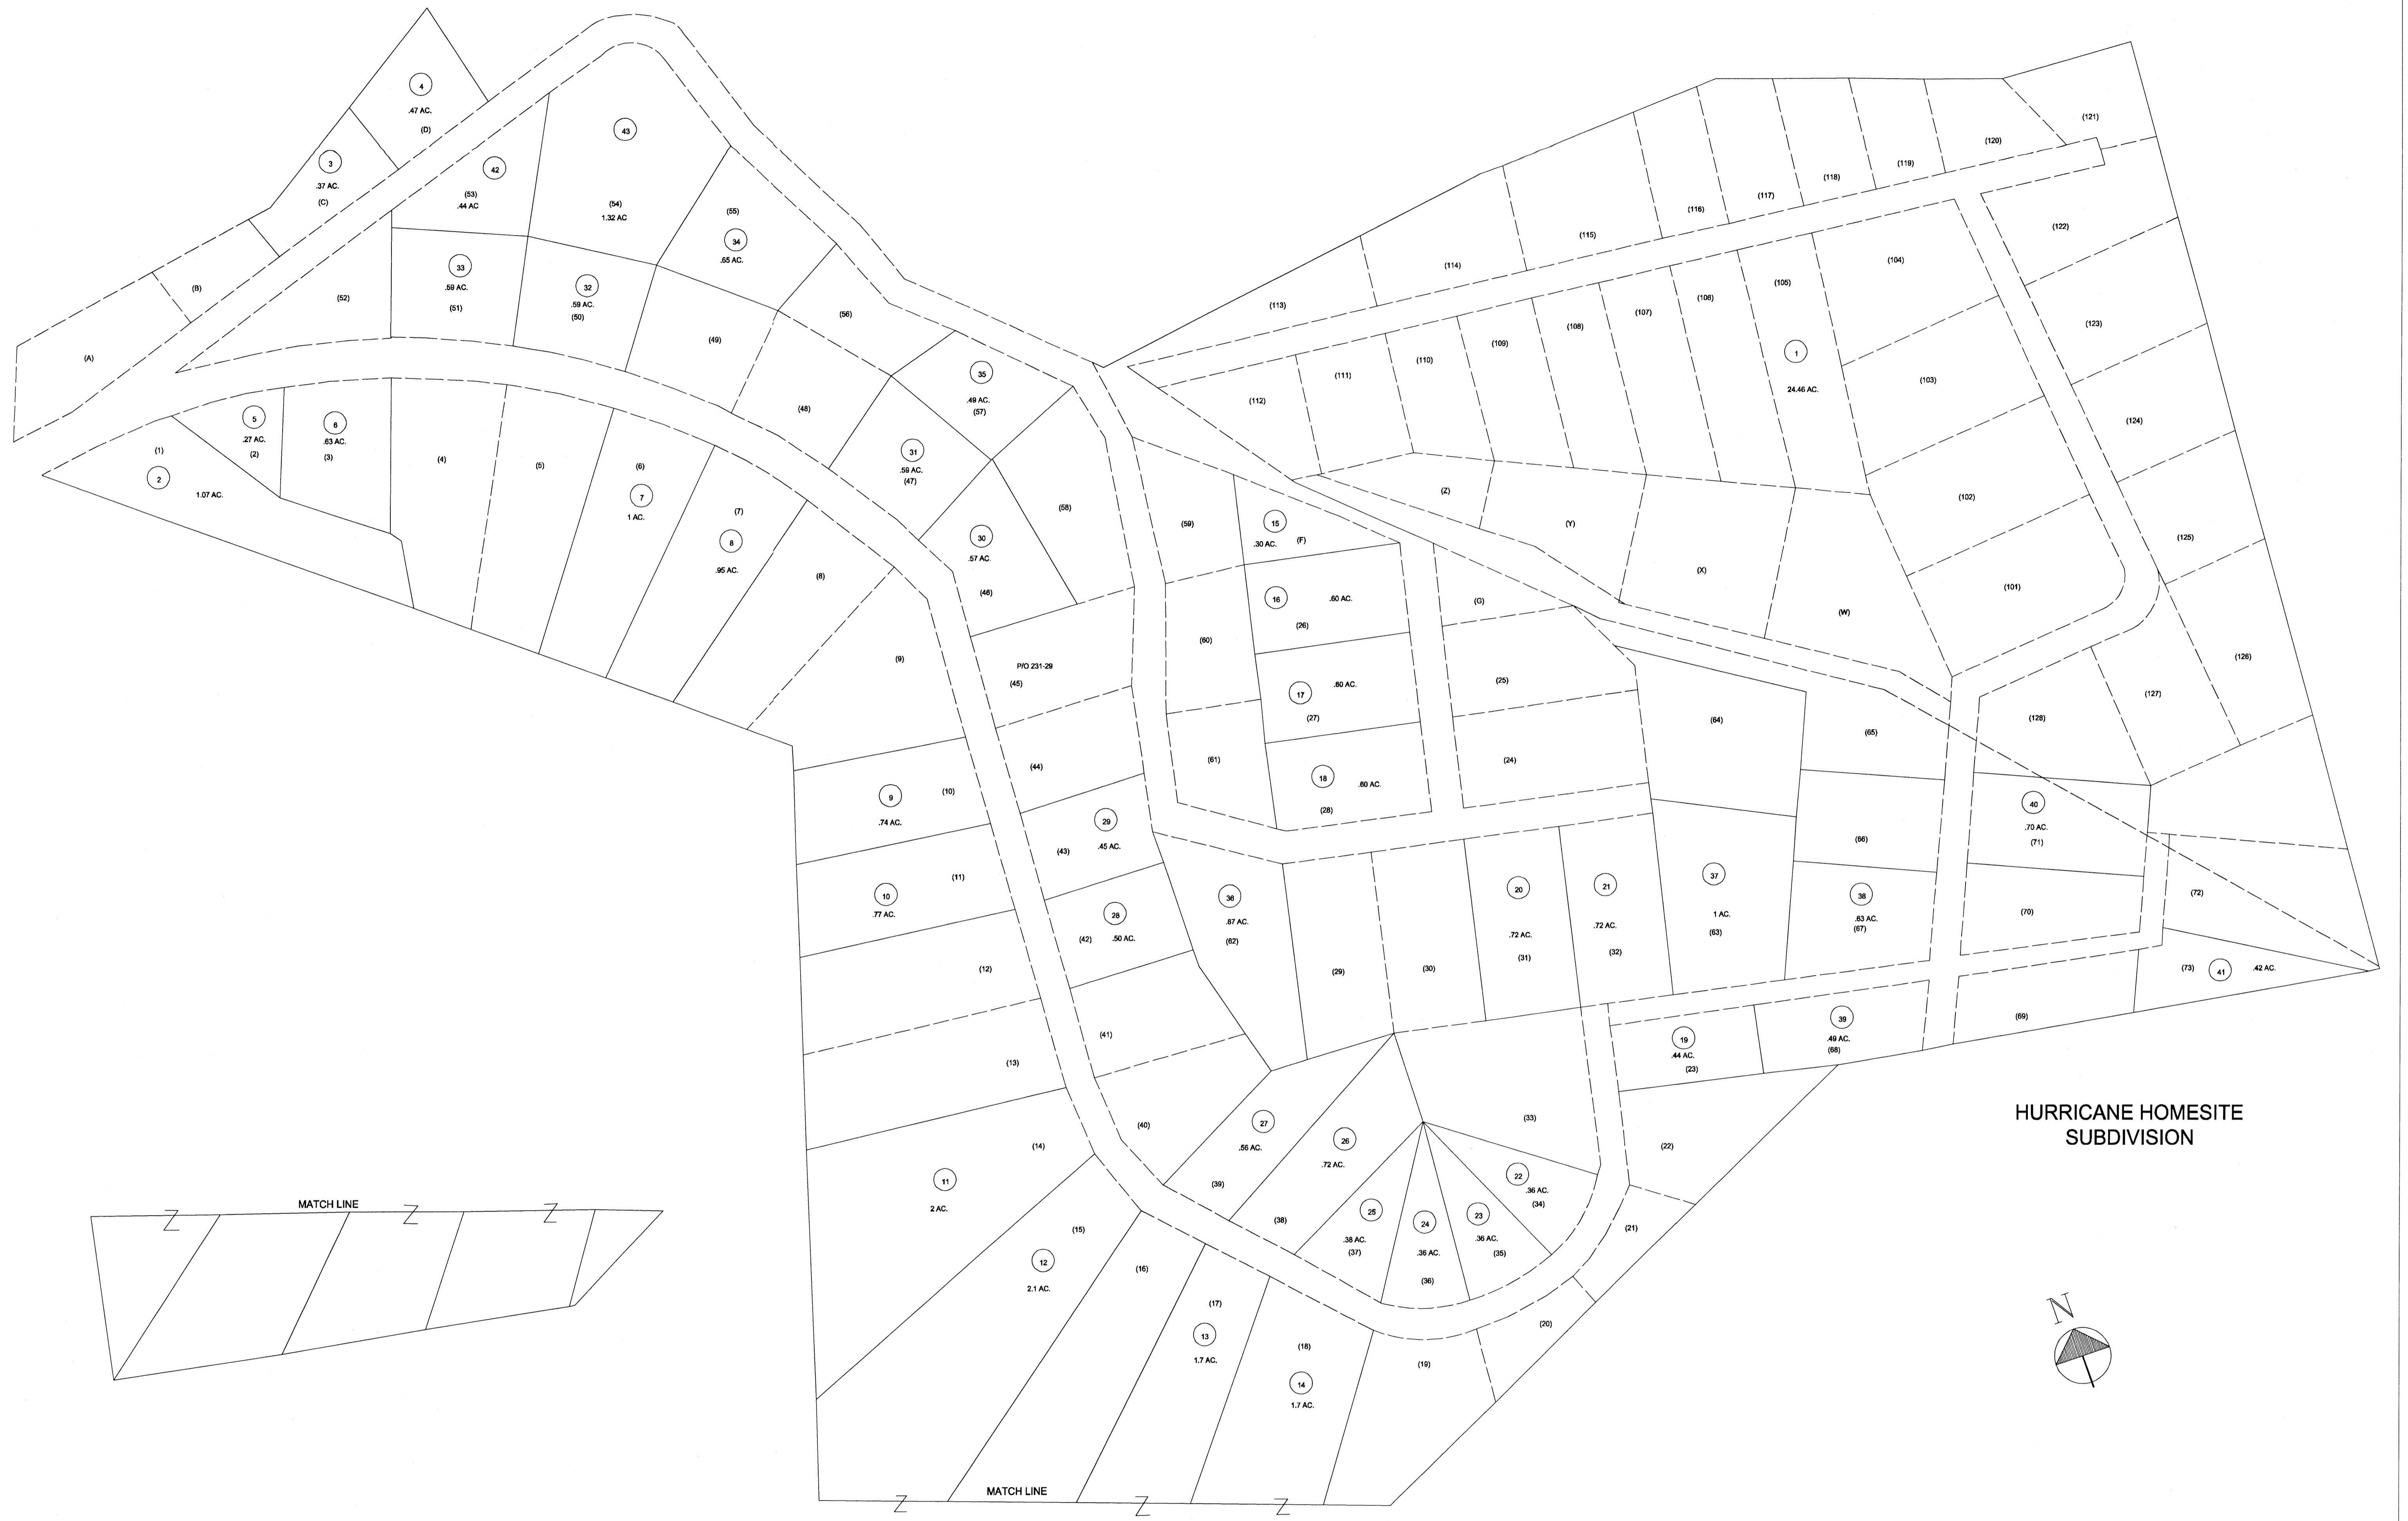 4
.47 AC.
(D)
3
.37 AC.
(C)
(B)
(A)
42
(53)
.44 AC
43
(54)
1.32 AC
(55)
34
.65 AC.
33
.59 AC.
(51)
32
.59 AC.
(50)
(52)
(49)
(56)
(48)
35
.49 AC.
(57)
31
.59 AC.
(47)
30
.57 AC.
(46)
(58)
(1)
2
1.07 AC.
5
.27 AC.
(2)
6
.63 AC.
(3)
(4)
(5)
(6)
7
1 AC.
(7)
8
.95 AC.
(8)
(9)
P/O 231-29
(45)
(44)
9
(10)
.74 AC.
29
(43)
.45 AC.
(11)
10
.77 AC.
28
(42)
.50 AC.
(12)
(41)
(13)
(40)
(14)
11
2 AC.
(15)
12
2.1 AC.
(16)
(17)
13
1.7 AC.
(18)
14
1.7 AC.
(19)
(20)
(21)
(22)
(59)
15
.30 AC.
(F)
(60)
16
.60 AC.
(26)
17
.60 AC.
(27)
(61)
18
.60 AC.
(28)
(G)
(25)
(24)
36
.87 AC.
(62)
(29)
(30)
20
.72 AC.
(31)
21
.72 AC.
(32)
37
1 AC.
(63)
(64)
(65)
(66)
38
.63 AC.
(67)
40
.70 AC.
(71)
(70)
(72)
(73)
41
.42 AC.
(69)
19
.44 AC.
(23)
39
.49 AC.
(68)
(33)
27
.56 AC.
(39)
26
.72 AC.
(38)
25
.38 AC.
(37)
24
.36 AC.
(36)
23
.36 AC.
(35)
22
.36 AC.
(34)
(113)
(114)
(115)
(116)
(117)
(118)
(119)
(120)
(121)
(122)
(123)
(124)
(125)
(126)
(127)
(128)
(112)
(111)
(110)
(109)
(108)
(107)
(106)
(105)
(104)
1
24.46 AC.
(103)
(102)
(101)
(Z)
(Y)
(X)
(W)
HURRICANE HOMESITE
SUBDIVISION
N
MATCH LINE
MATCH LINE